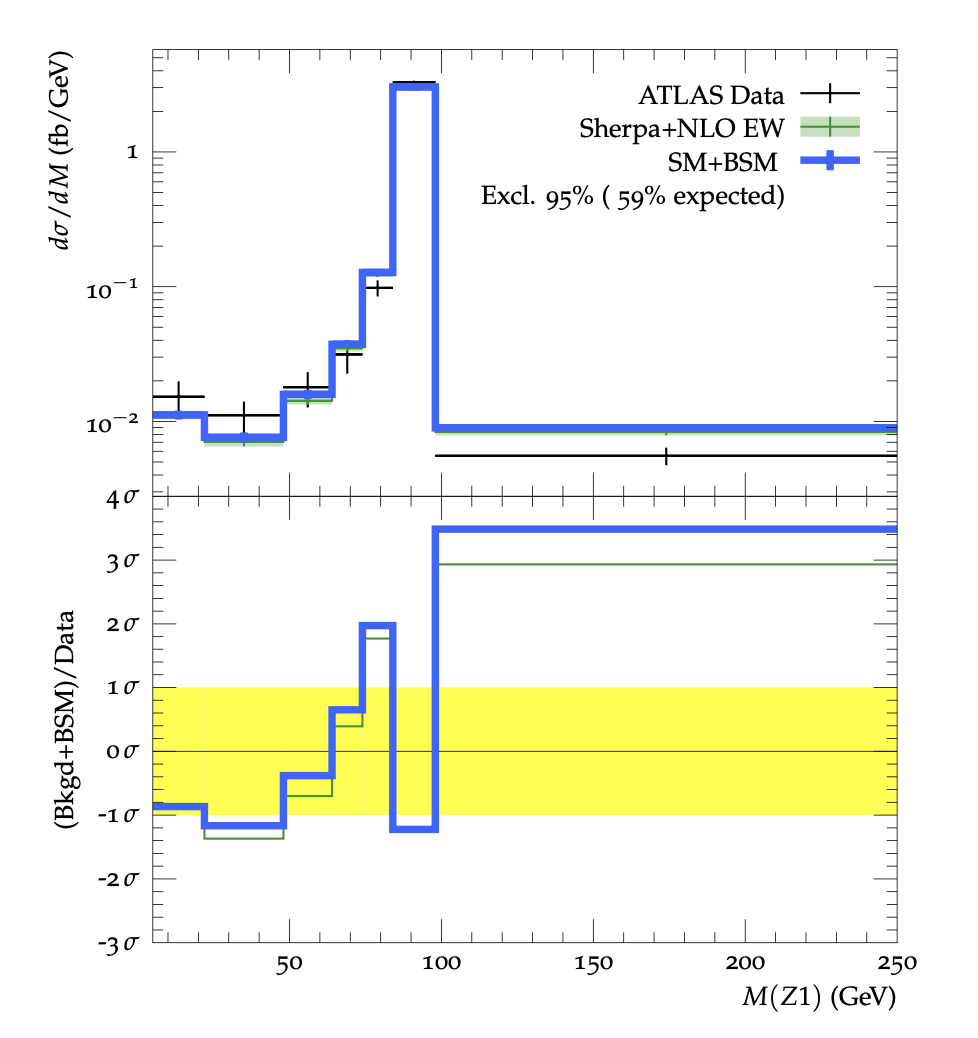 dσ/dM (fb/GeV)
1
10⁻¹
10⁻²
ATLAS Data
Sherpa+NLO EW
SM+BSM
Excl. 95% ( 59% expected)
(Bkgd+BSM)/Data
4σ
3σ
2σ
1σ
0σ
-1σ
-2σ
-3σ
50 100 150 200 250
M(Z1) (GeV)